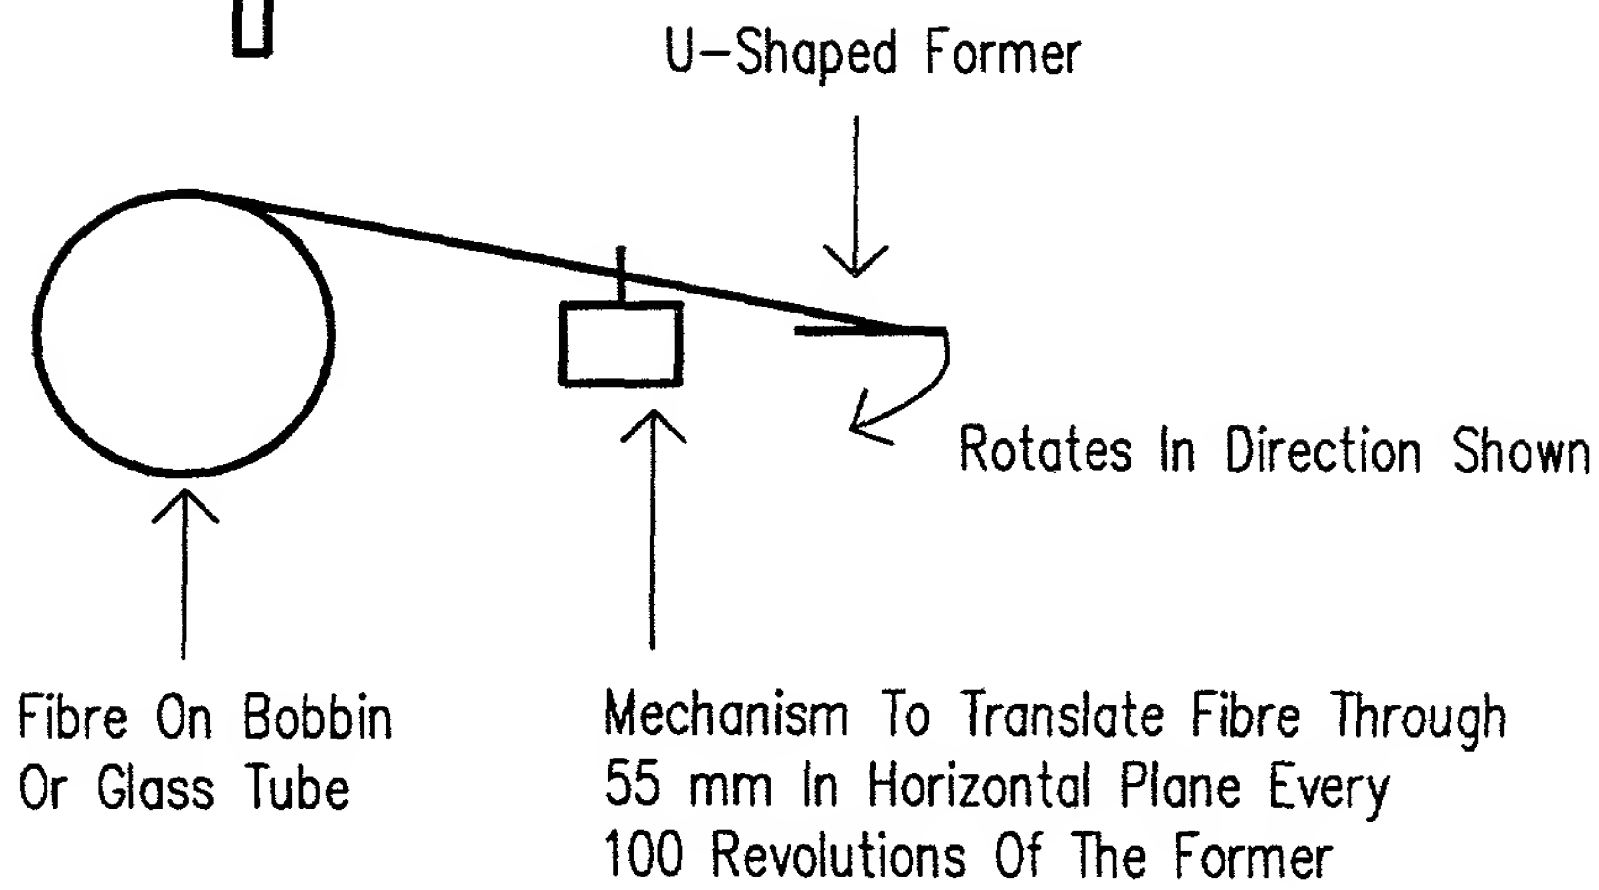 U-Shaped Former
Rotates In Direction Shown
Fibre On Bobbin
Or Glass Tube
Mechanism To Translate Fibre Through
55 mm In Horizontal Plane Every
100 Revolutions Of The Former